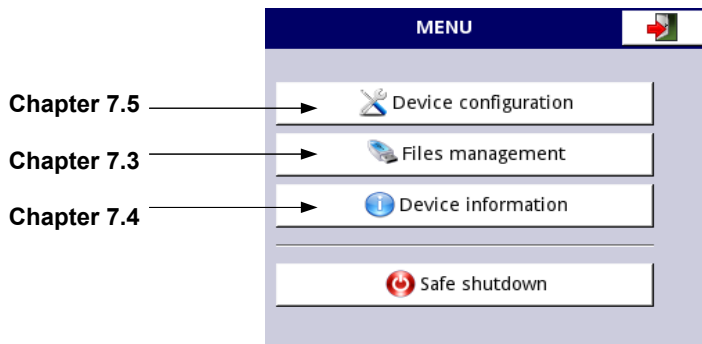 MENU
Chapter 7.5
Device configuration
Chapter 7.3
Files management
Chapter 7.4
Device information
Safe shutdown